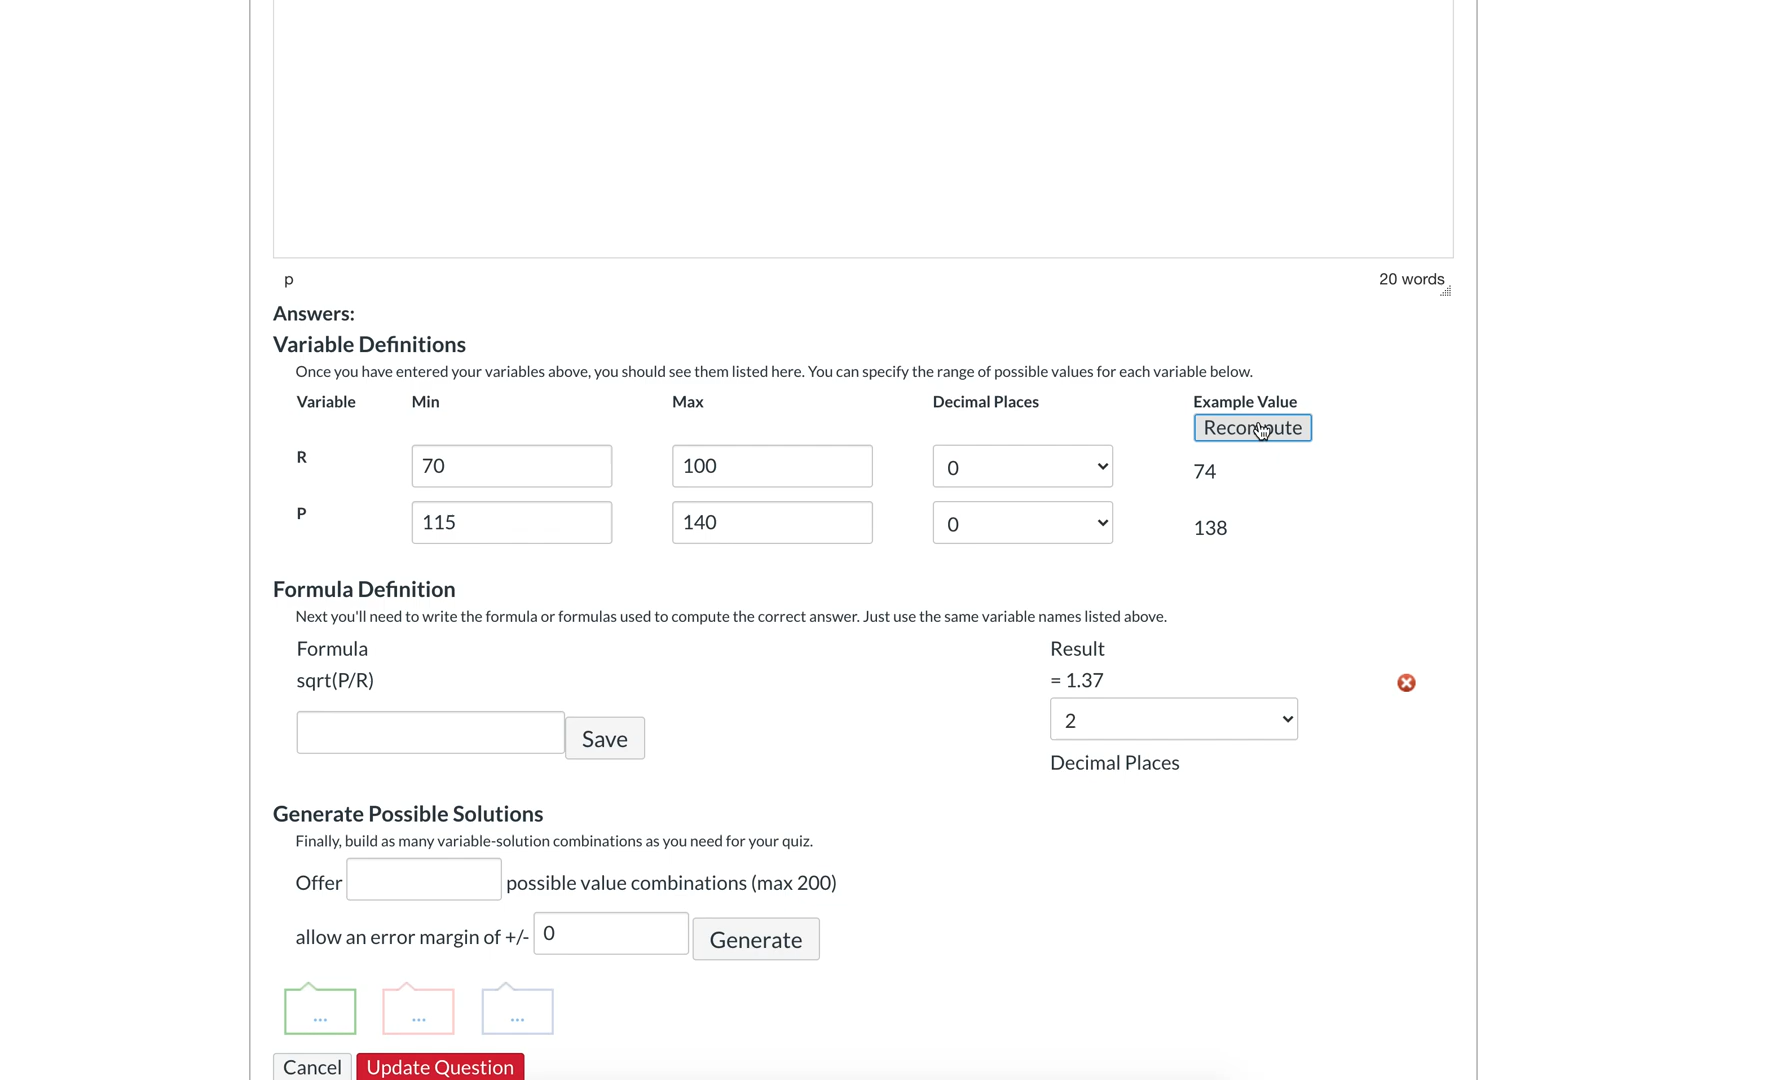 p
20 words
Answers:
Variable Definitions
Once you have entered your variables above, you should see them listed here. You can specify the range of possible values for each variable below.
Variable Min Max Decimal Places Example Value
Recompute
R 70 100 0 74
P 115 140 0 138
Formula Definition
Next you'll need to write the formula or formulas used to compute the correct answer. Just use the same variable names listed above.
Formula Result
sqrt(P/R) = 1.37
Save 2
Decimal Places
Generate Possible Solutions
Finally, build as many variable-solution combinations as you need for your quiz.
Offer possible value combinations (max 200)
allow an error margin of +/- 0 Generate
... ... ...
Cancel Update Question